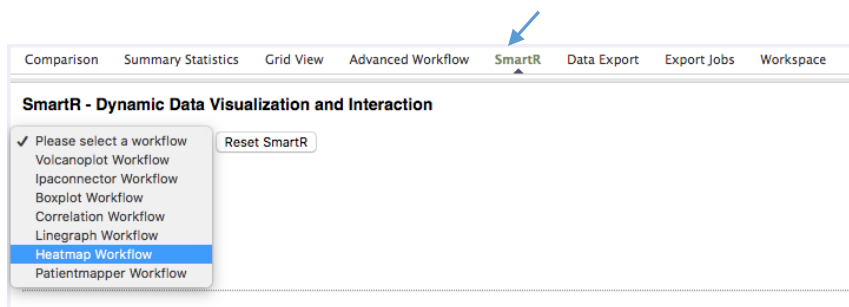 Comparison Summary Statistics Grid View Advanced Workflow SmartR Data Export Export Jobs Workspace
SmartR - Dynamic Data Visualization and Interaction
✓ Please select a workflow Reset SmartR
Volcanoplot Workflow
Ipaconnector Workflow
Boxplot Workflow
Correlation Workflow
Linegraph Workflow
Heatmap Workflow
Patientmapper Workflow